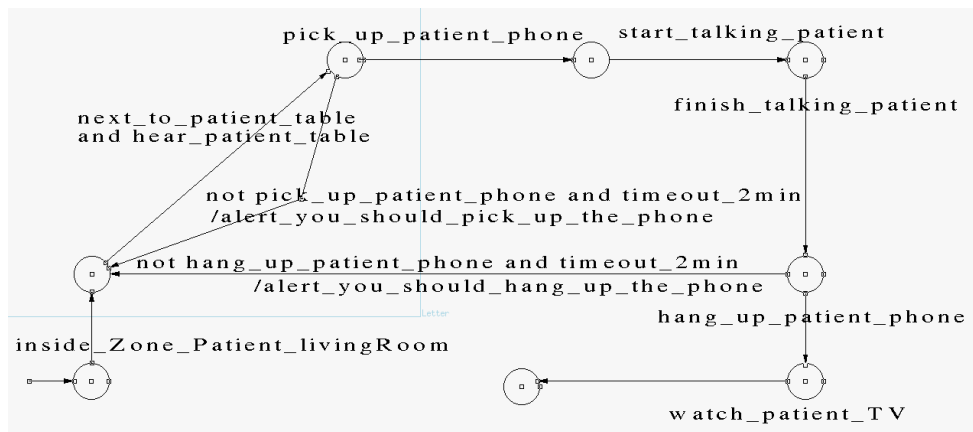 pick_up_patient_phone
start_talking_patient
finish_talking_patient
next_to_patient_table
and hear_patient_table
not pick_up_patient_phone and timeout_2min
/alert_you_should_pick_up_the_phone
not hang_up_patient_phone and timeout_2min
/alert_you_should_hang_up_the_phone
Letter
hang_up_patient_phone
inside_Zone_Patient_livingRoom
watch_patient_TV